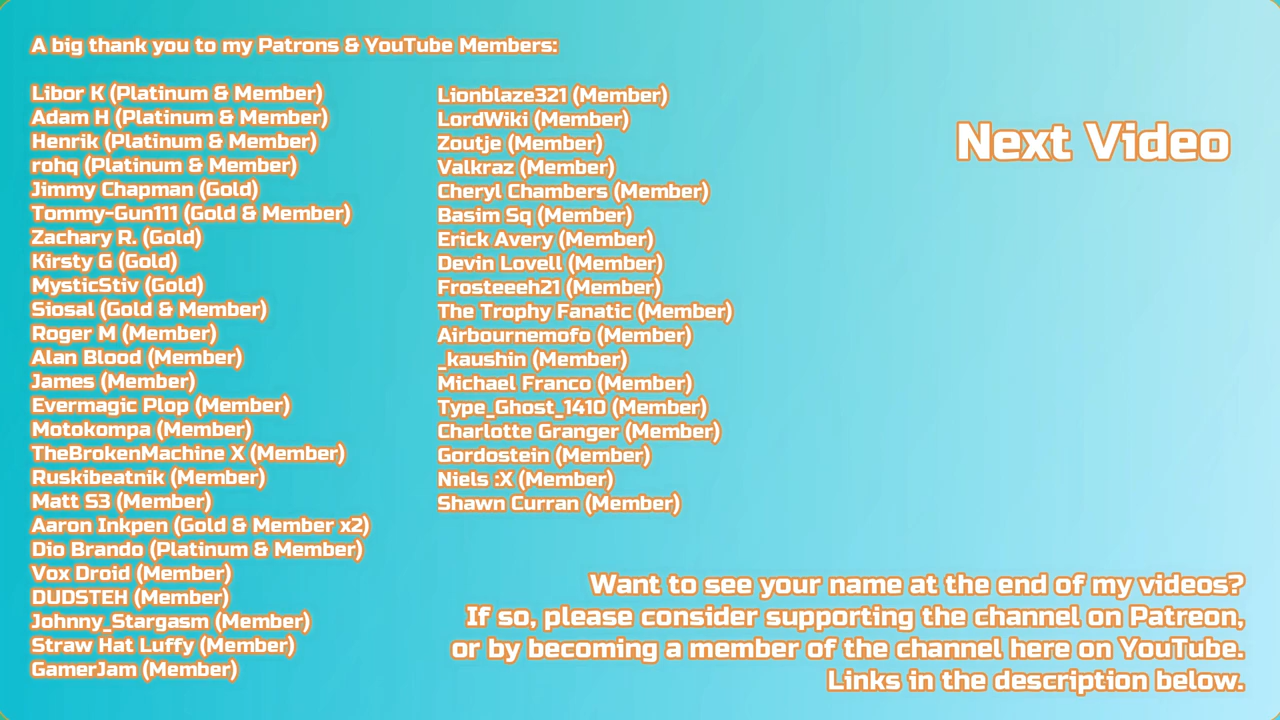 A big thank you to my Patrons & YouTube Members:
Libor K (Platinum & Member)
Adam H (Platinum & Member)
Henrik (Platinum & Member)
rohq (Platinum & Member)
Jimmy Chapman (Gold)
Tommy-Gun111 (Gold & Member)
Zachary R. (Gold)
Kirsty G (Gold)
MysticStiv (Gold)
Siosal (Gold & Member)
Roger M (Member)
Alan Blood (Member)
James (Member)
Evermagic Plop (Member)
Motokompa (Member)
TheBrokenMachine X (Member)
Ruskibeatnik (Member)
Matt S3 (Member)
Aaron Inkpen (Gold & Member x2)
Dio Brando (Platinum & Member)
Vox Droid (Member)
DUDSTEH (Member)
Johnny_Stargasm (Member)
Straw Hat Luffy (Member)
GamerJam (Member)
Lionblaze321 (Member)
LordWiki (Member)
Zoutje (Member)
Valkraz (Member)
Cheryl Chambers (Member)
Basim Sq (Member)
Erick Avery (Member)
Devin Lovell (Member)
Frosteeeh21 (Member)
The Trophy Fanatic (Member)
Airbournemofo (Member)
_kaushin (Member)
Michael Franco (Member)
Type_Ghost_1410 (Member)
Charlotte Granger (Member)
Gordostein (Member)
Niels :X (Member)
Shawn Curran (Member)
Next Video
Want to see your name at the end of my videos?
If so, please consider supporting the channel on Patreon,
or by becoming a member of the channel here on YouTube.
Links in the description below.